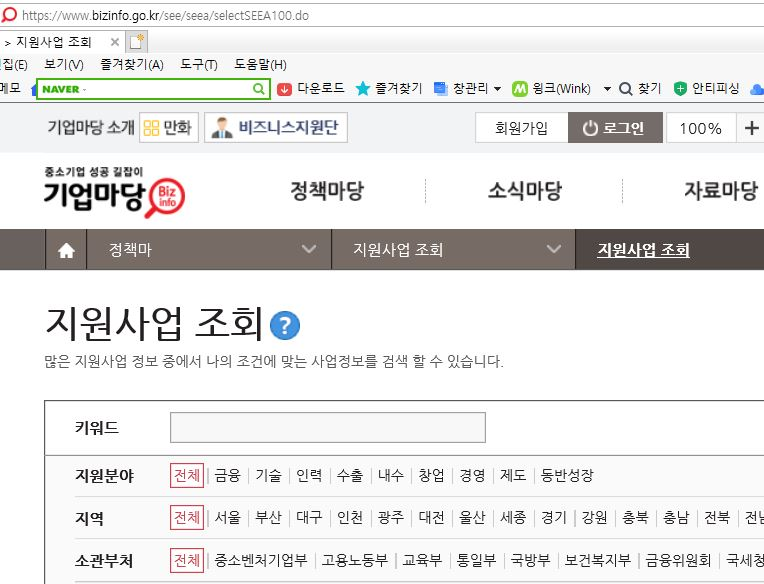 https://www.bizinfo.go.kr/see/seea/selectSEEA100.do
> 지원사업 조회
집(E) 보기(V) 즐겨찾기(A) 도구(T) 도움말(H)
메모 NAVER 다운로드 즐겨찾기 창관리 윙크(Wink) 찾기 안티피싱
기업마당 소개 만화 비즈니스지원단 회원가입 로그인 100% +
중소기업 성공 길잡이
기업마당 Biz info 정책마당 소식마당 자료마당
정책마 지원사업 조회 지원사업 조회
지원사업 조회 ?
많은 지원사업 정보 중에서 나의 조건에 맞는 사업정보를 검색 할 수 있습니다.
키워드
지원분야 전체 | 금융 | 기술 | 인력 | 수출 | 내수 | 창업 | 경영 | 제도 | 동반성장
지역 전체 | 서울 | 부산 | 대구 | 인천 | 광주 | 대전 | 울산 | 세종 | 경기 | 강원 | 충북 | 충남 | 전북 | 전남
소관부처 전체 | 중소벤처기업부 | 고용노동부 | 교육부 | 통일부 | 국방부 | 보건복지부 | 금융위원회 | 국세청